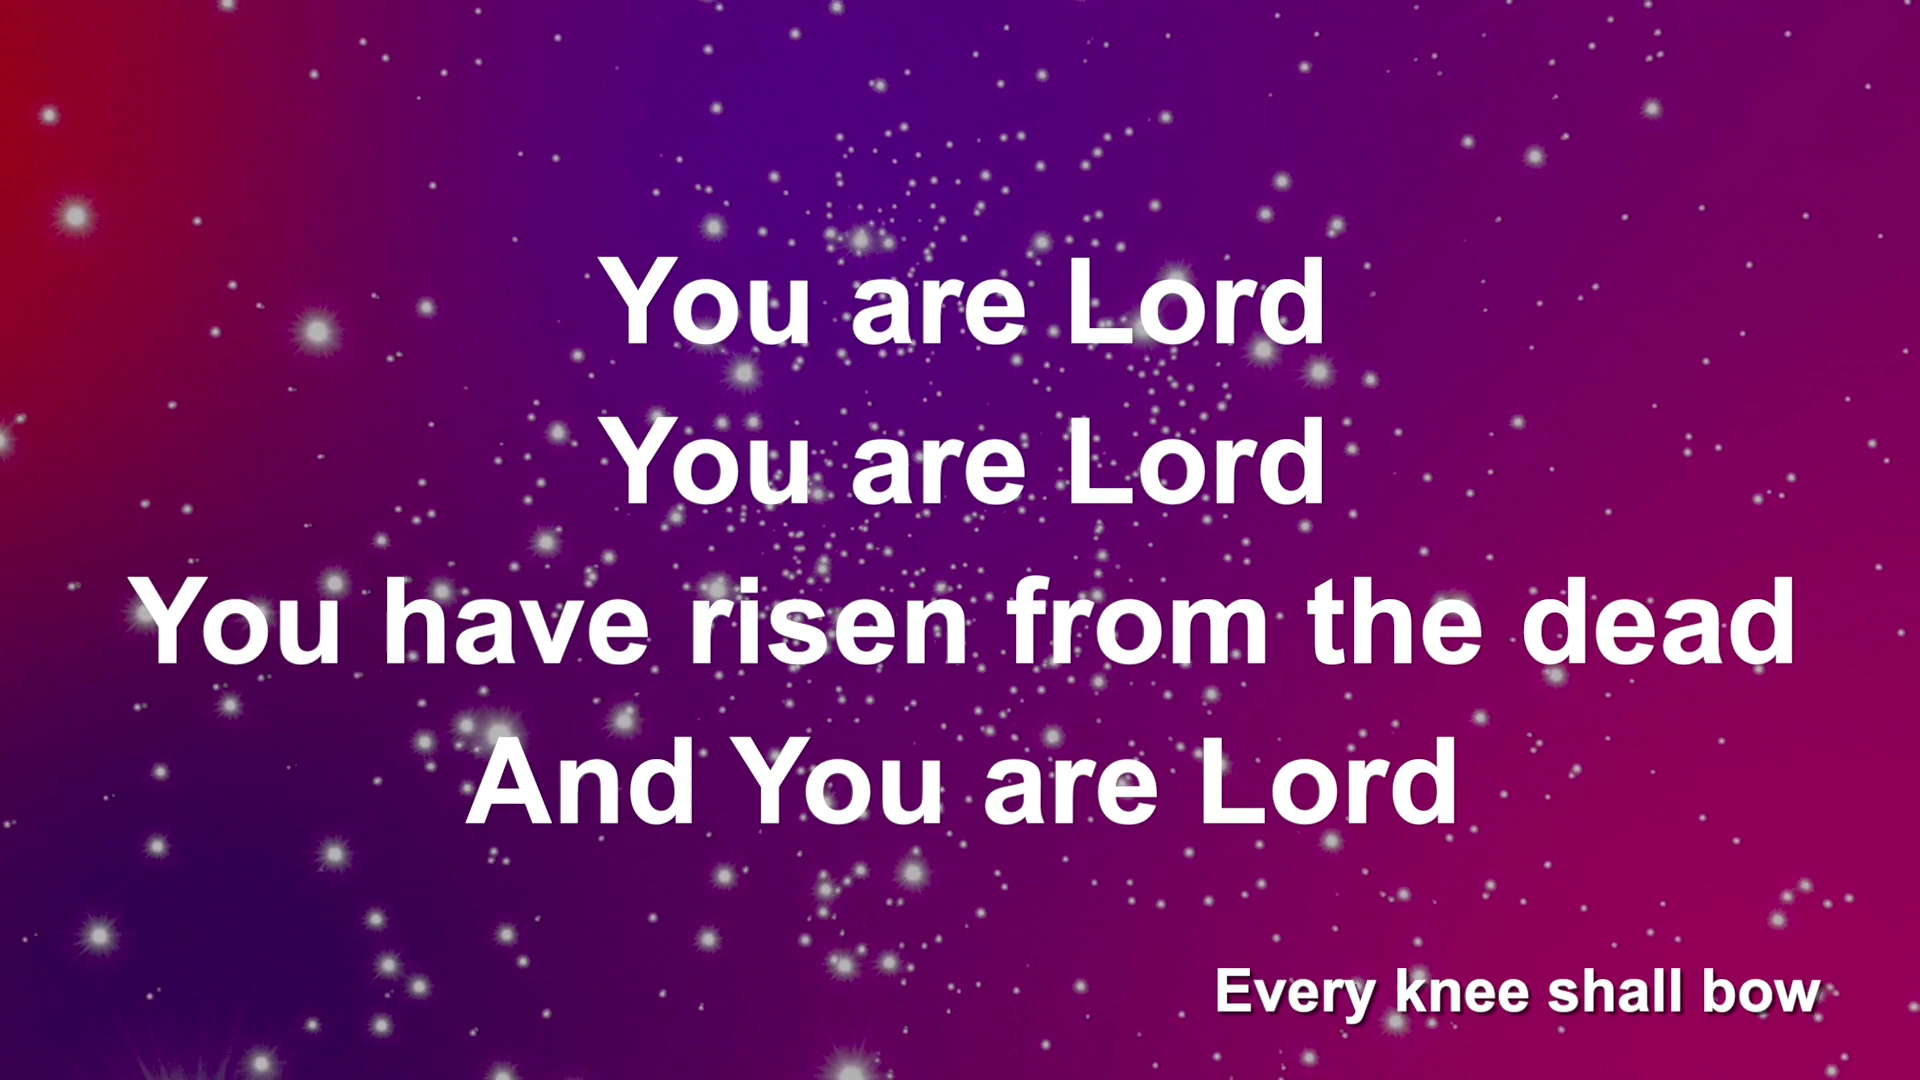 You are Lord
You are Lord
You have risen from the dead
And You are Lord
Every knee shall bow